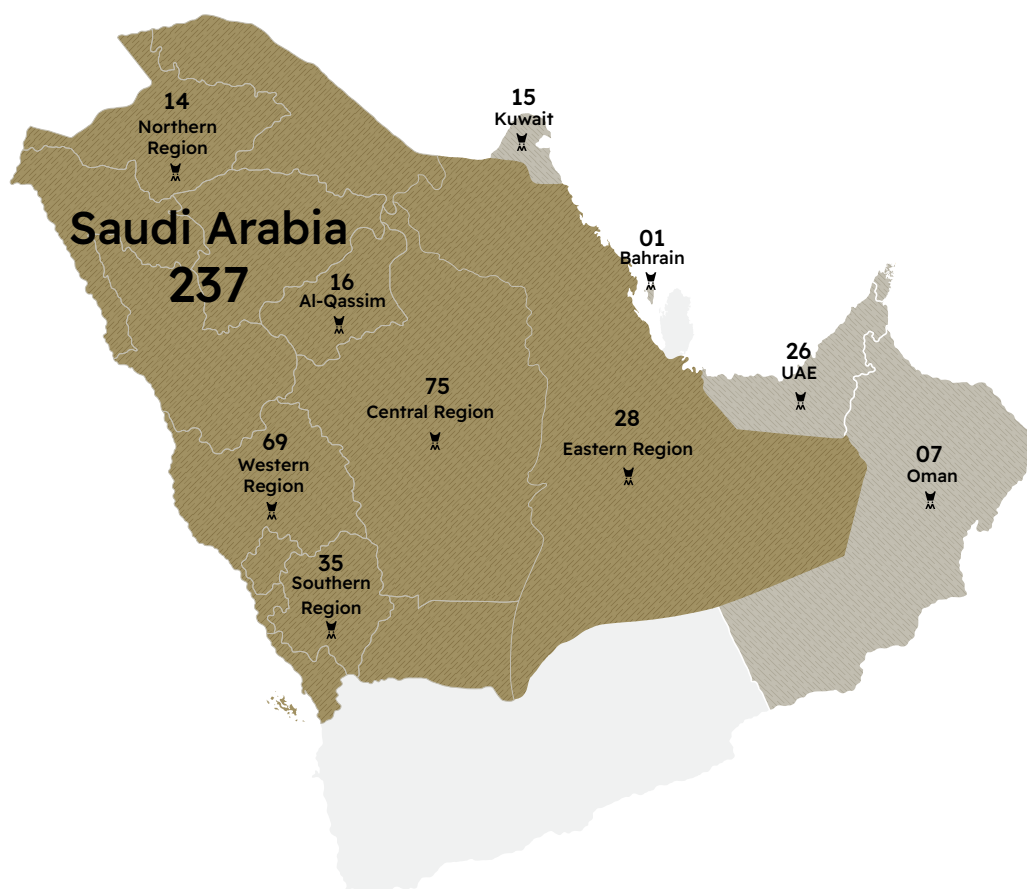 14
Northern
Region
15
Kuwait
Saudi Arabia
237
01
Bahrain
16
Al-Qassim
26
UAE
75
Central Region
28
Eastern Region
69
Western
Region
07
Oman
35
Southern
Region